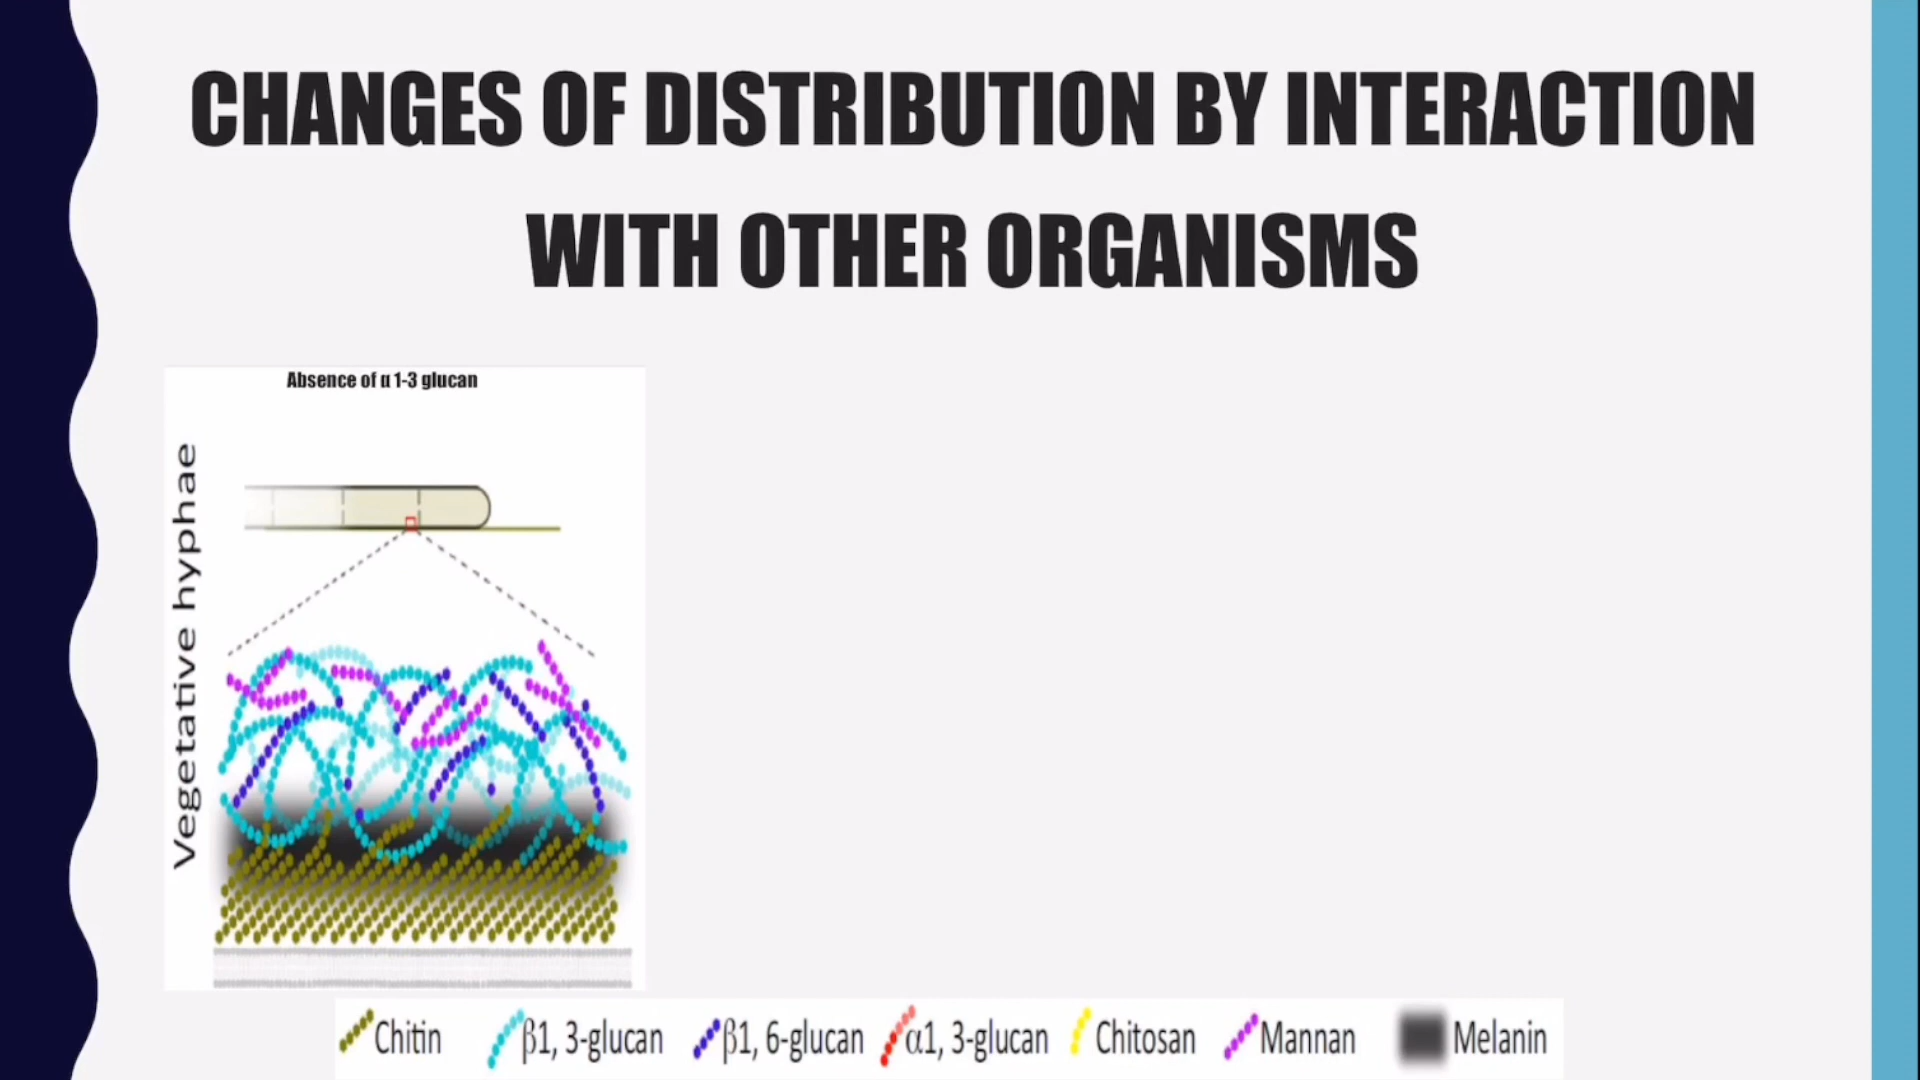 CHANGES OF DISTRIBUTION BY INTERACTION
WITH OTHER ORGANISMS
Absence of α 1-3 glucan
Vegetative hyphae
Chitin
β1, 3-glucan
β1, 6-glucan
α1, 3-glucan
Chitosan
Mannan
Melanin